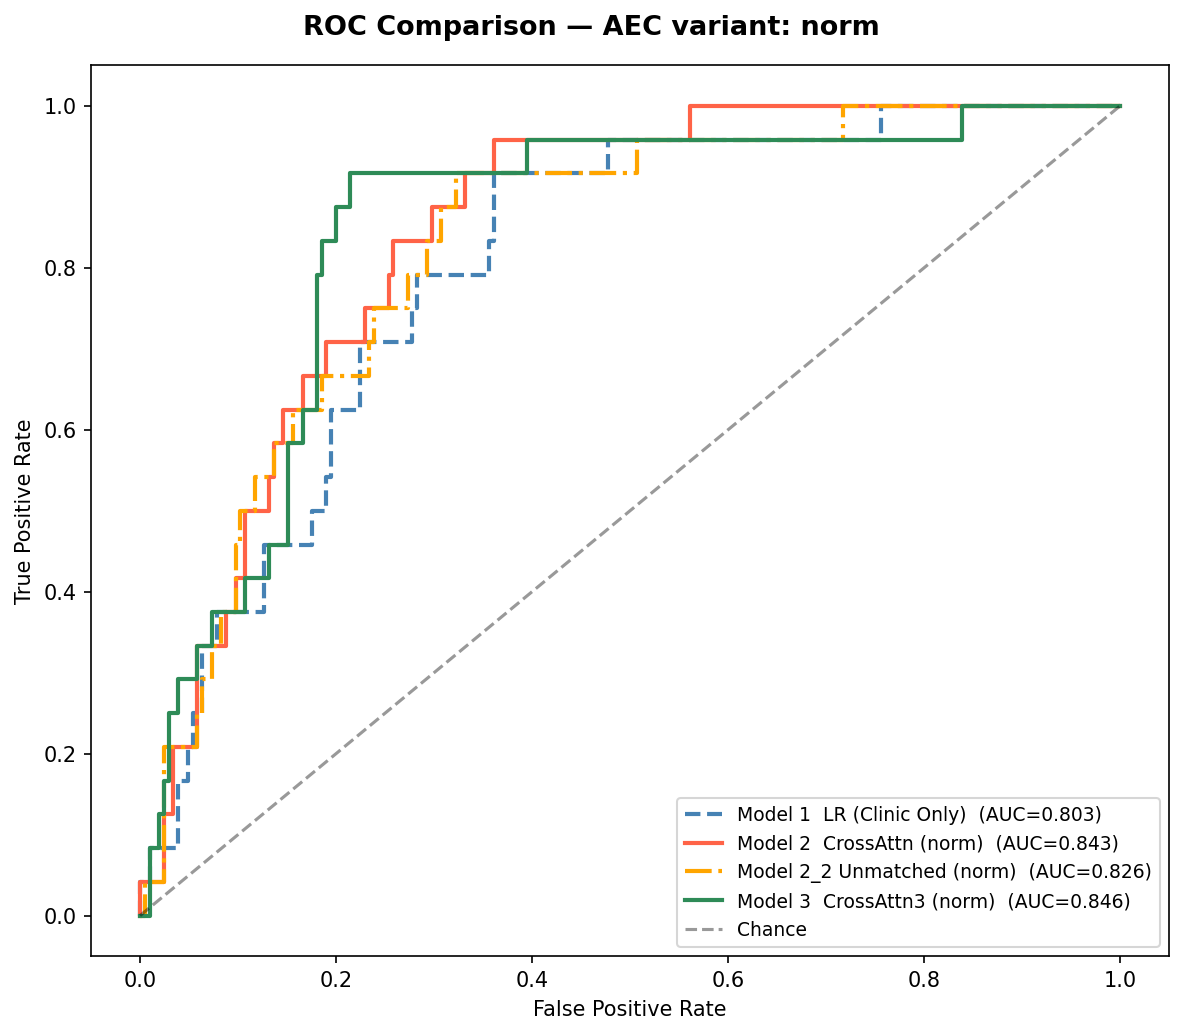 ROC Comparison — AEC variant: norm
1.0
0.8
0.6
0.4
0.2
0.0
True Positive Rate
Model 1  LR (Clinic Only)  (AUC=0.803)
Model 2  CrossAttn (norm)  (AUC=0.843)
Model 2_2 Unmatched (norm)  (AUC=0.826)
Model 3  CrossAttn3 (norm)  (AUC=0.846)
Chance
0.0 0.2 0.4 0.6 0.8 1.0
False Positive Rate